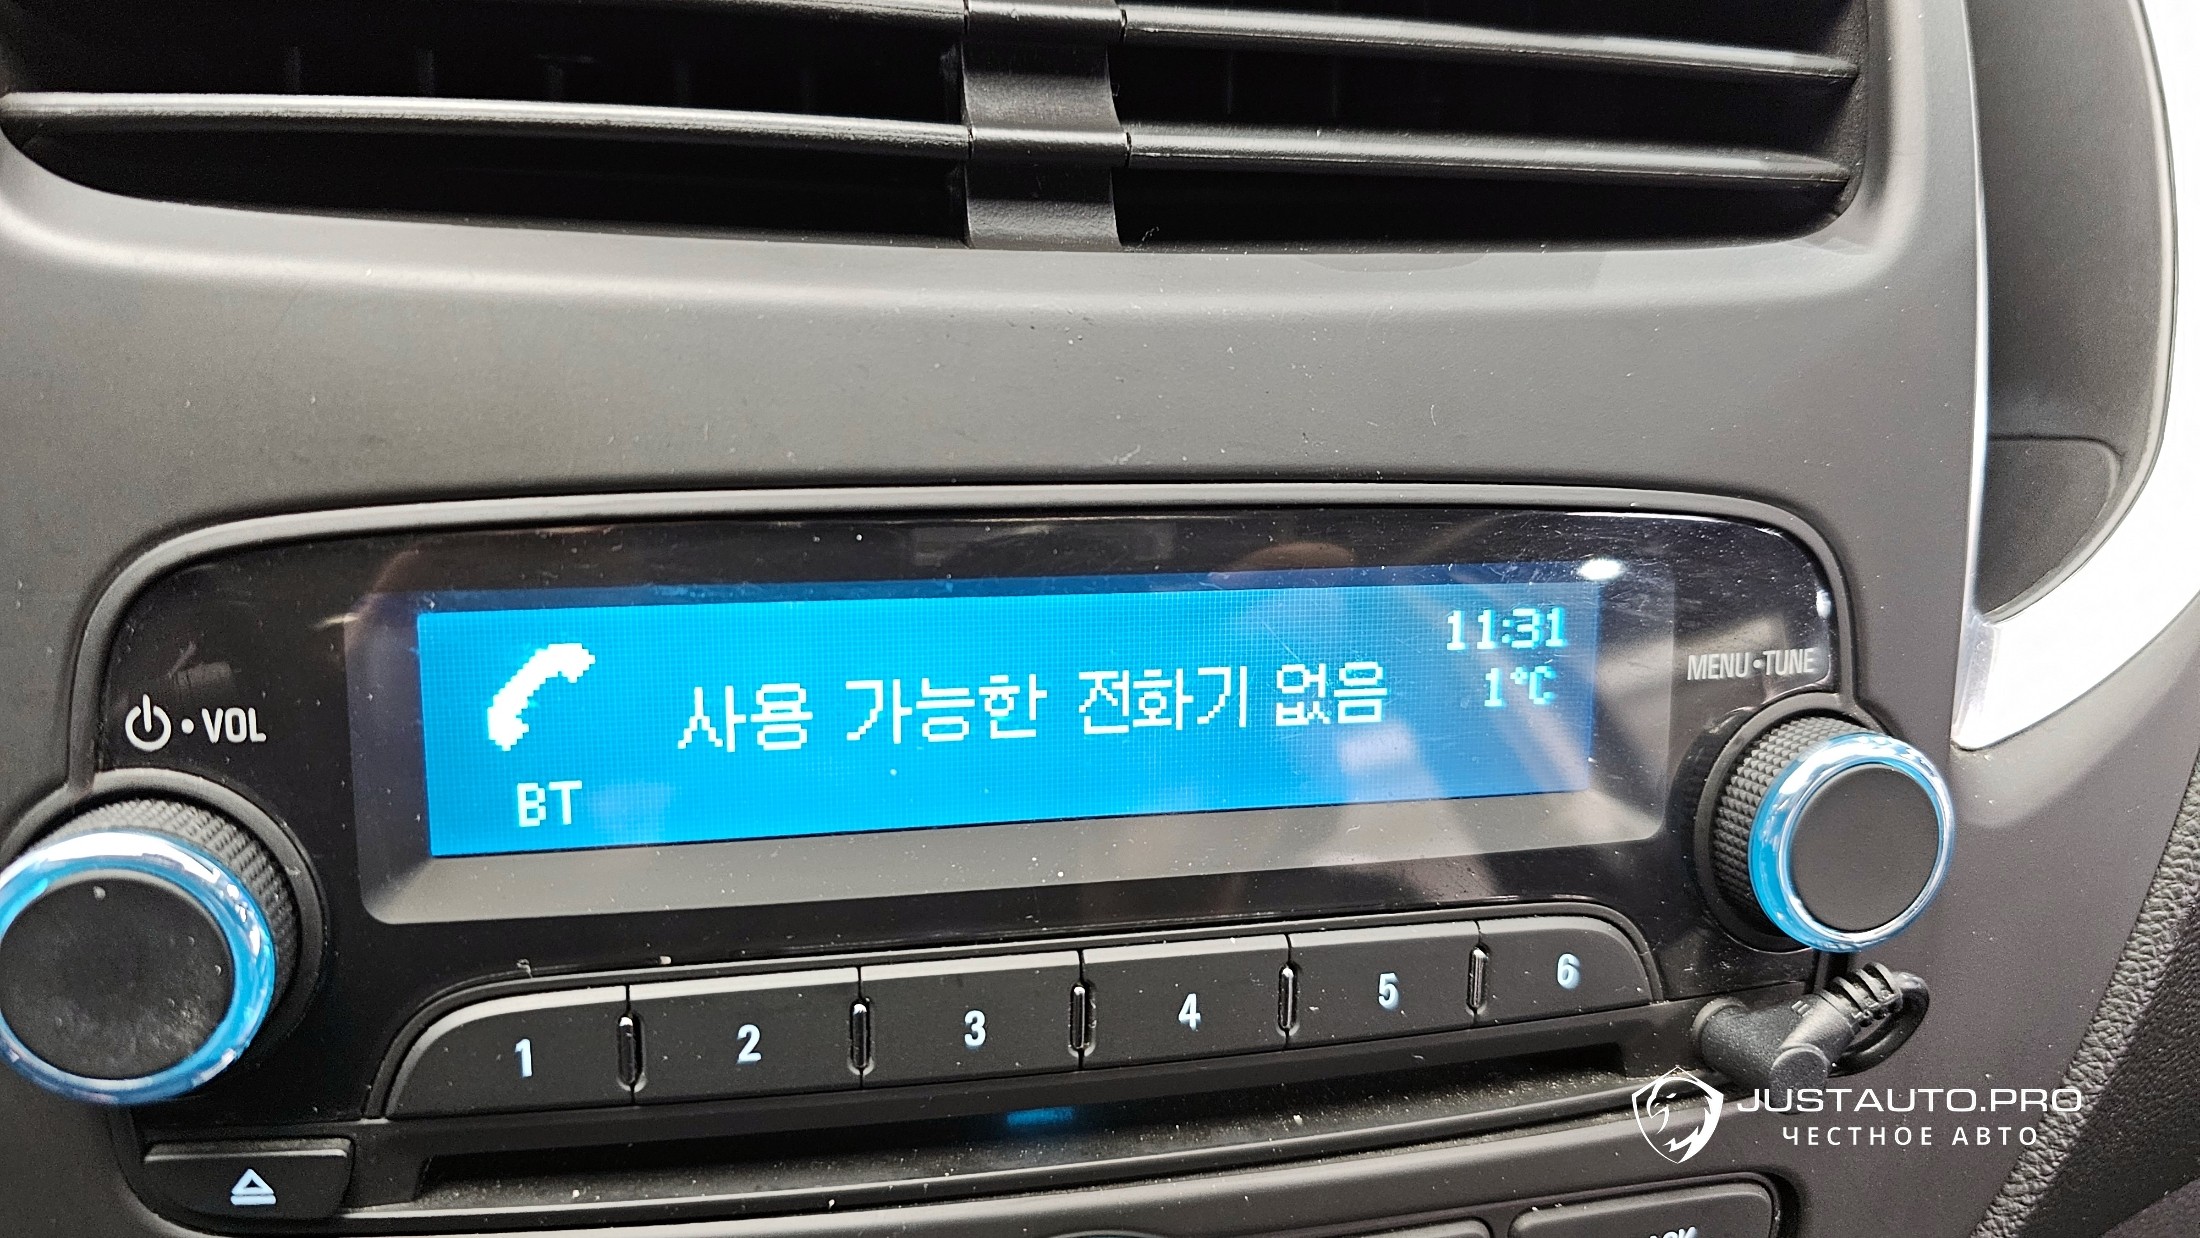 11:31
사용 가능한 전화기 없음
1°C
BT
VOL
MENU•TUNE
1 2 3 4 5 6
JUSTAUTO.PRO
ЧЕСТНОЕ АВТО